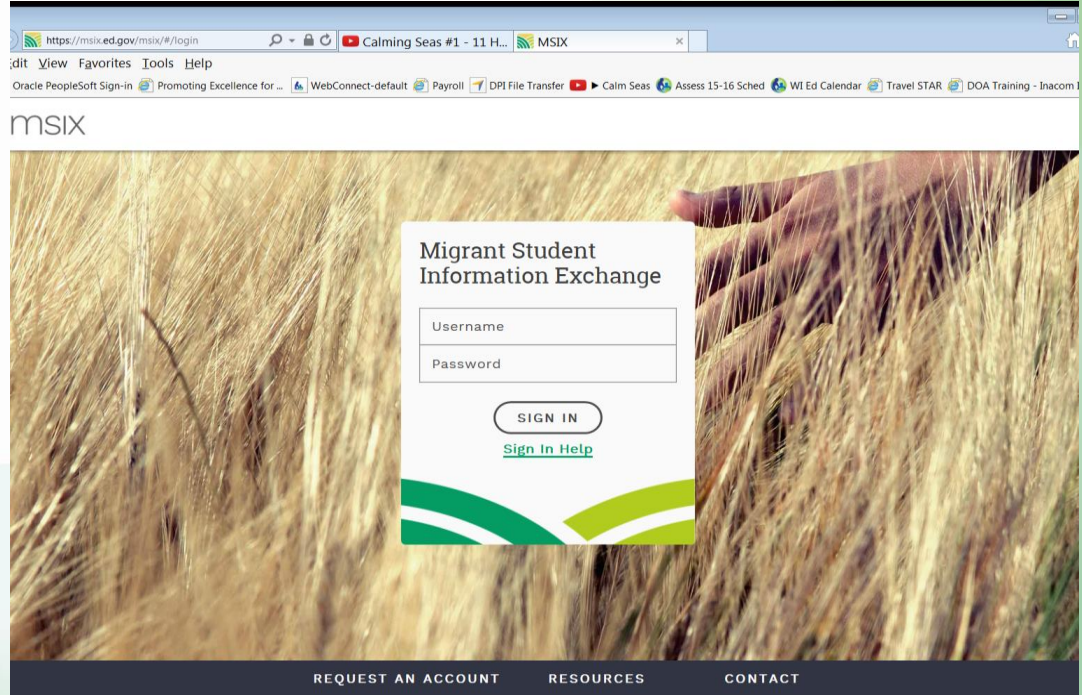 https://msix.ed.gov/msix/#/login
Calming Seas #1 - 11 H...
MSIX
dit View Favorites Tools Help
Oracle PeopleSoft Sign-in Promoting Excellence for ... WebConnect-default Payroll DPI File Transfer ► Calm Seas Assess 15-16 Sched WI Ed Calendar Travel STAR DOA Training - Inacom
msix
Migrant Student
Information Exchange
Username
Password
SIGN IN
Sign In Help
REQUEST AN ACCOUNT RESOURCES CONTACT